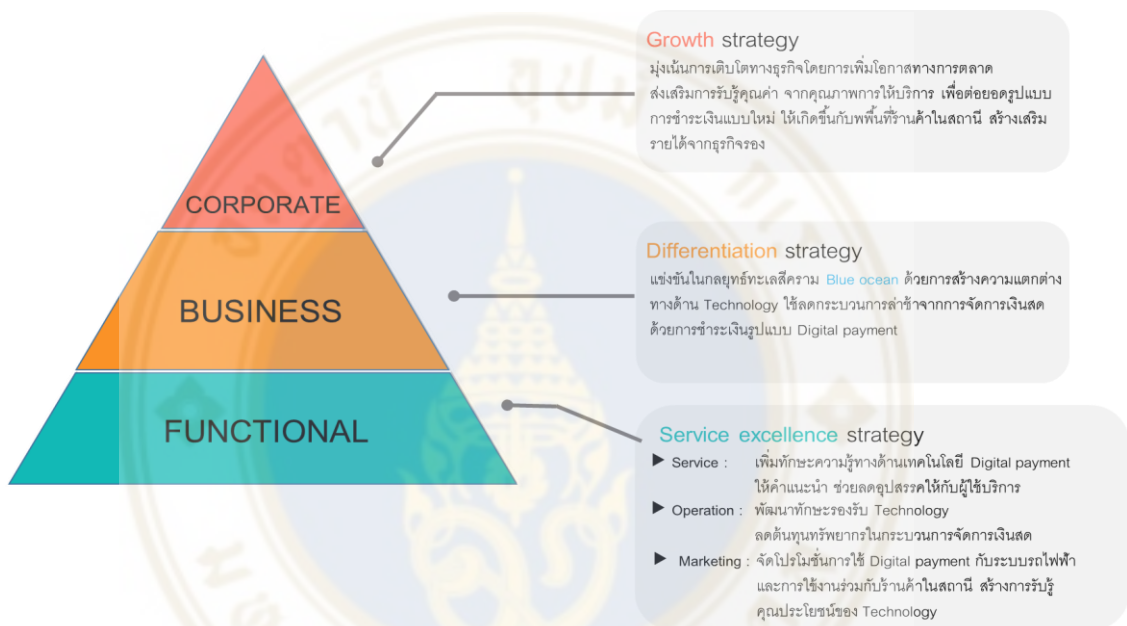 CORPORATE
BUSINESS
FUNCTIONAL
Growth strategy
มุ่งเน้นการเติบโตทางธุรกิจโดยการเพิ่มโอกาสทางการตลาด
ส่งเสริมการรับรู้คุณค่า จากคุณภาพการให้บริการ เพื่อต่อยอดรูปแบบ
การชำระเงินแบบใหม่ ให้เกิดขึ้นกับพพื้นที่ร้านค้าในสถานี สร้างเสริม
รายได้จากธุรกิจรอง
Differentiation strategy
แข่งขันในกลยุทธ์ทะเลสีคราม Blue ocean ด้วยการสร้างความแตกต่าง
ทางด้าน Technology ใช้ลดกระบวนการล่าช้าจากการจัดการเงินสด
ด้วยการชำระเงินรูปแบบ Digital payment
Service excellence strategy
▶ Service : เพิ่มทักษะความรู้ทางด้านเทคโนโลยี Digital payment
ให้คำแนะนำ ช่วยลดอุปสรรคให้กับผู้ใช้บริการ
▶ Operation : พัฒนาทักษะรองรับ Technology
ลดต้นทุนทรัพยากรในกระบวนการจัดการเงินสด
▶ Marketing : จัดโปรโมชั่นการใช้ Digital payment กับระบบรถไฟฟ้า
และการใช้งานร่วมกับร้านค้าในสถานี สร้างการรับรู้
คุณประโยชน์ของ Technology